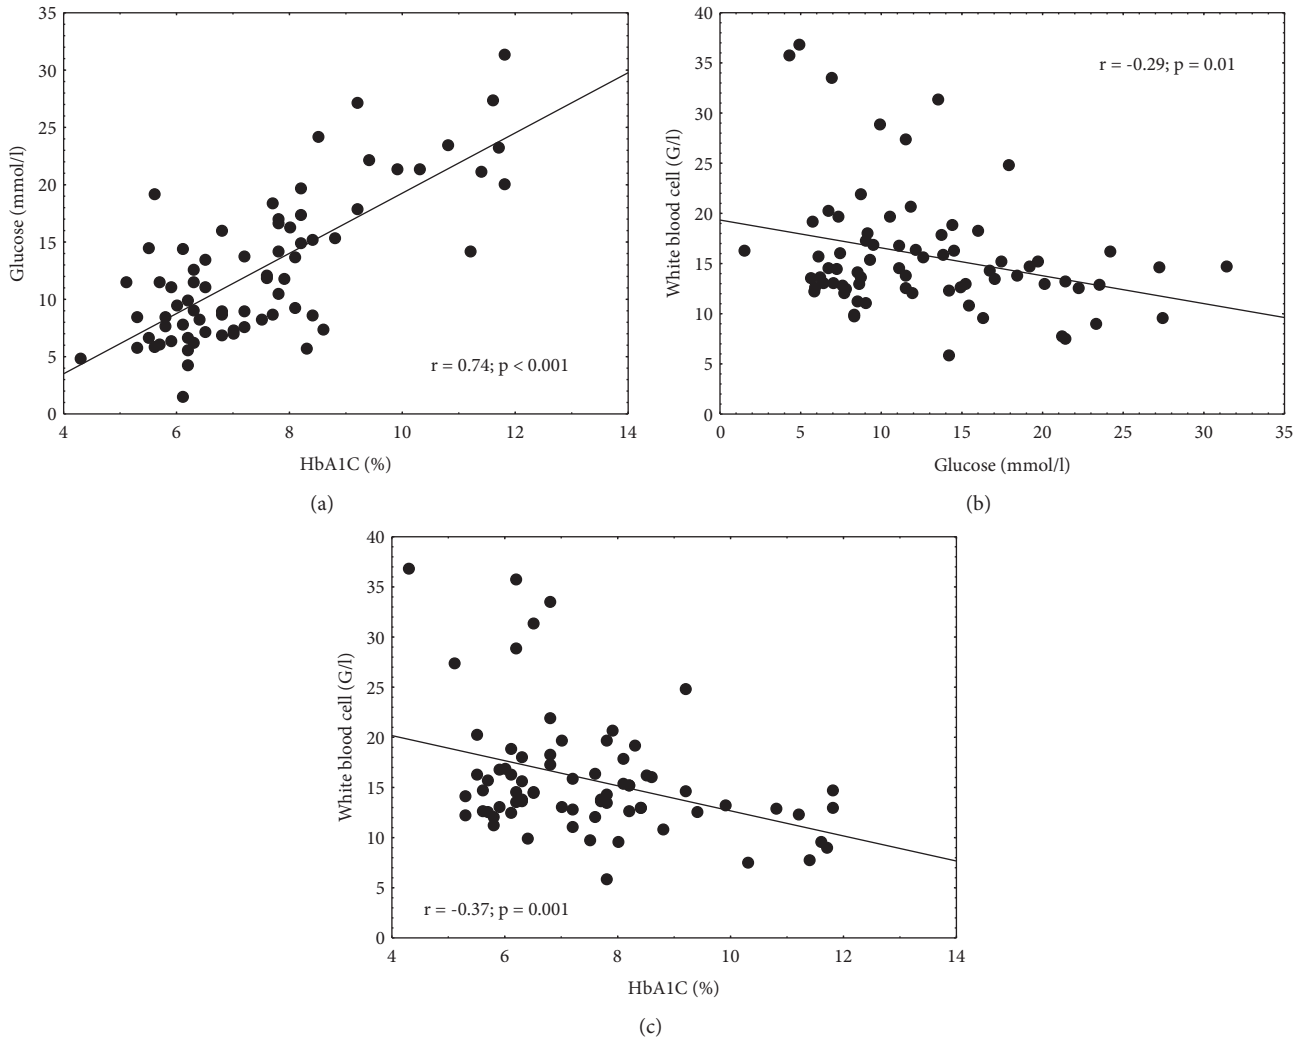 35
30
25
20
15
10
5
0
Glucose (mmol/l)
r = 0.74; p < 0.001
4 6 8 10 12 14
HbA1C (%)
(a)
40
35
30
25
20
15
10
5
0
White blood cell (G/l)
r = -0.29; p = 0.01
0 5 10 15 20 25 30 35
Glucose (mmol/l)
(b)
40
35
30
25
20
15
10
5
0
White blood cell (G/l)
r = -0.37; p = 0.001
4 6 8 10 12 14
HbA1C (%)
(c)